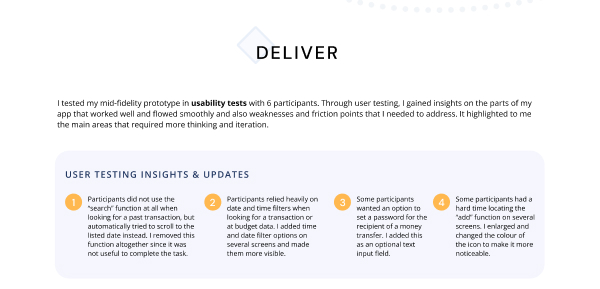 DELIVER
I tested my mid-fidelity prototype in usability tests with 6 participants. Through user testing, I gained insights on the parts of my
app that worked well and flowed smoothly and also weaknesses and friction points that I needed to address. It highlighted to me
the main areas that required more thinking and iteration.
USER TESTING INSIGHTS & UPDATES
1
Participants did not use the
"search" function at all when
looking for a past transaction, but
automatically tried to scroll to the
listed date instead. I removed this
function altogether since it was
not useful to complete the task.
2
Participants relied heavily on
date and time filters when
looking for a transaction or
at budget data. I added time
and date filter options on
several screens and made
them more visible.
3
Some participants
wanted an option to
set a password for the
recipient of a money
transfer. I added this
as an optional text
input field.
4
Some participants had a
hard time locating the
"add" function on several
screens. I enlarged and
changed the colour of
the icon to make it more
noticeable.